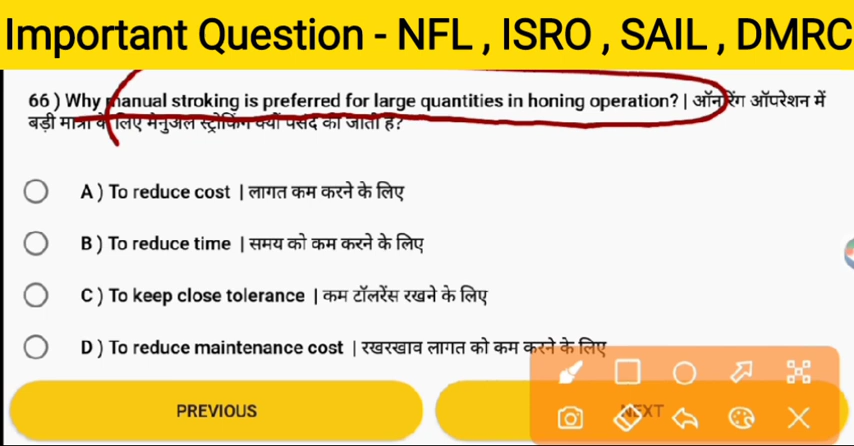 Important Question - NFL , ISRO , SAIL , DMRC
66 ) Why manual stroking is preferred for large quantities in honing operation? | ऑनरिंग ऑपरेशन में
बड़ी मात्रा के लिए मैनुअल स्ट्रोकिंग क्यों पसंद की जाती है?
A ) To reduce cost | लागत कम करने के लिए
B ) To reduce time | समय को कम करने के लिए
C ) To keep close tolerance | कम टॉलरेंस रखने के लिए
D ) To reduce maintenance cost | रखरखाव लागत को कम करने के लिए
PREVIOUS
NEXT